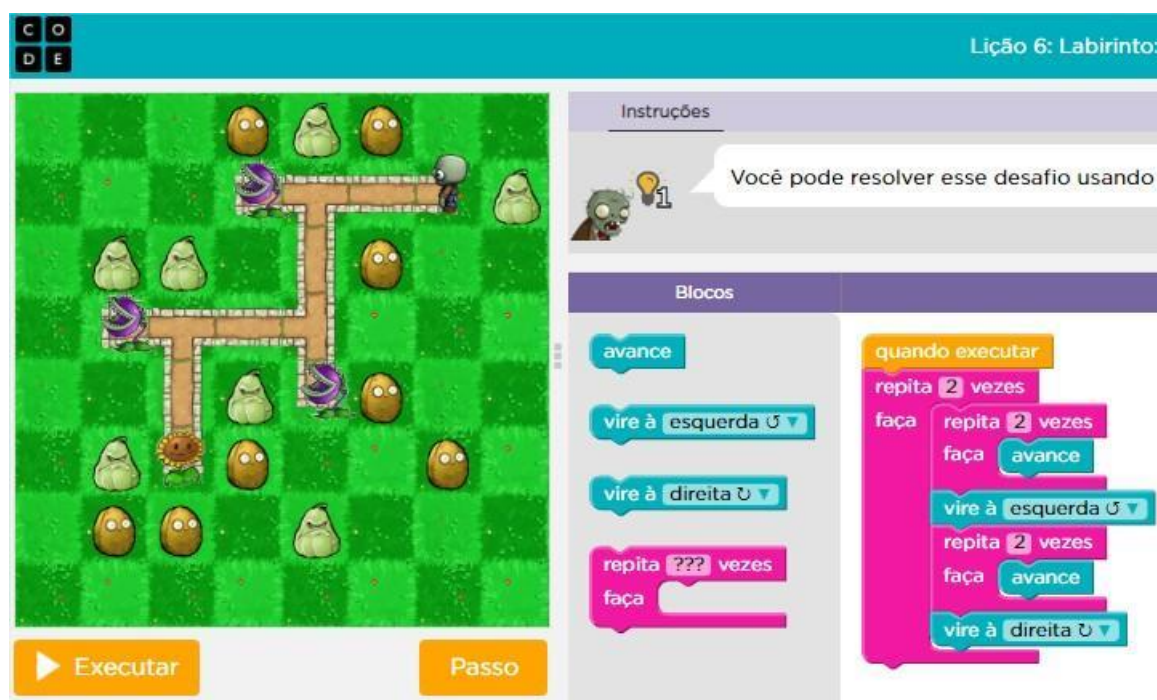 C O
D E
Lição 6: Labirinto:
Instruções
1
Você pode resolver esse desafio usando
Blocos
avance
vire à esquerda ↺ ▼
vire à direita ↻ ▼
repita ??? vezes
faça
quando executar
repita 2 vezes
faça
repita 2 vezes
faça avance
vire à esquerda ↺ ▼
repita 2 vezes
faça avance
vire à direita ↻ ▼
Executar
Passo